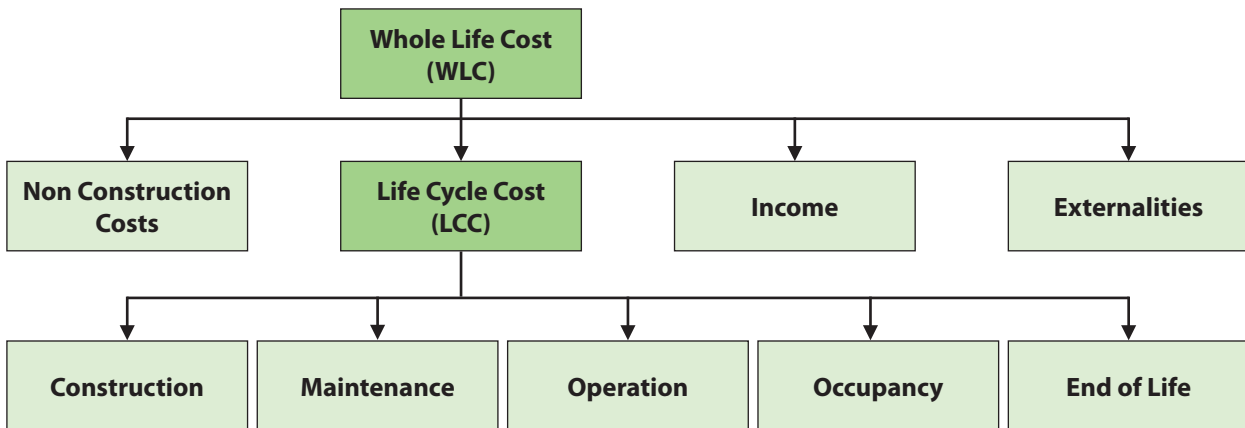 Whole Life Cost
(WLC)
Non Construction
Costs
Life Cycle Cost
(LCC)
Income
Externalities
Construction
Maintenance
Operation
Occupancy
End of Life